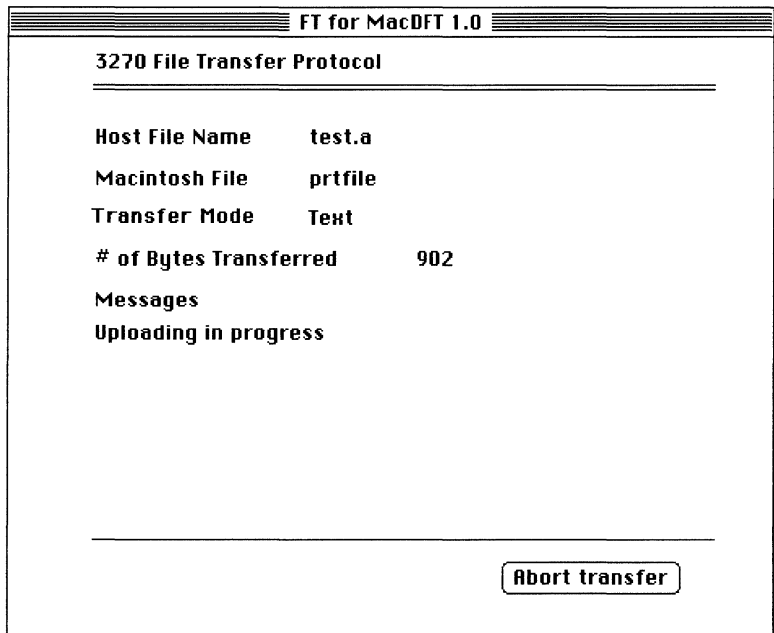 FT for MacDFT 1.0
3270 File Transfer Protocol
Host File Name test.a
Macintosh File prtfile
Transfer Mode Text
# of Bytes Transferred 902
Messages
Uploading in progress
Abort transfer